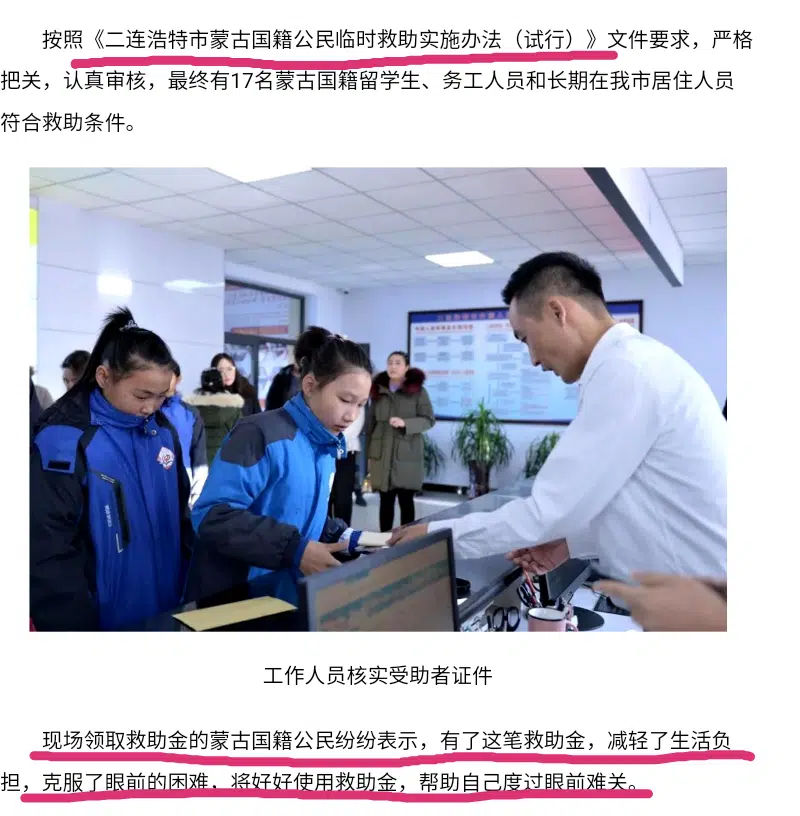 按照《二连浩特市蒙古国籍公民临时救助实施办法（试行）》文件要求，严格
把关，认真审核，最终有17名蒙古国籍留学生、务工人员和长期在我市居住人员
符合救助条件。
工作人员核实受助者证件
现场领取救助金的蒙古国籍公民纷纷表示，有了这笔救助金，减轻了生活负
担，克服了眼前的困难，将好好使用救助金，帮助自己度过眼前难关。